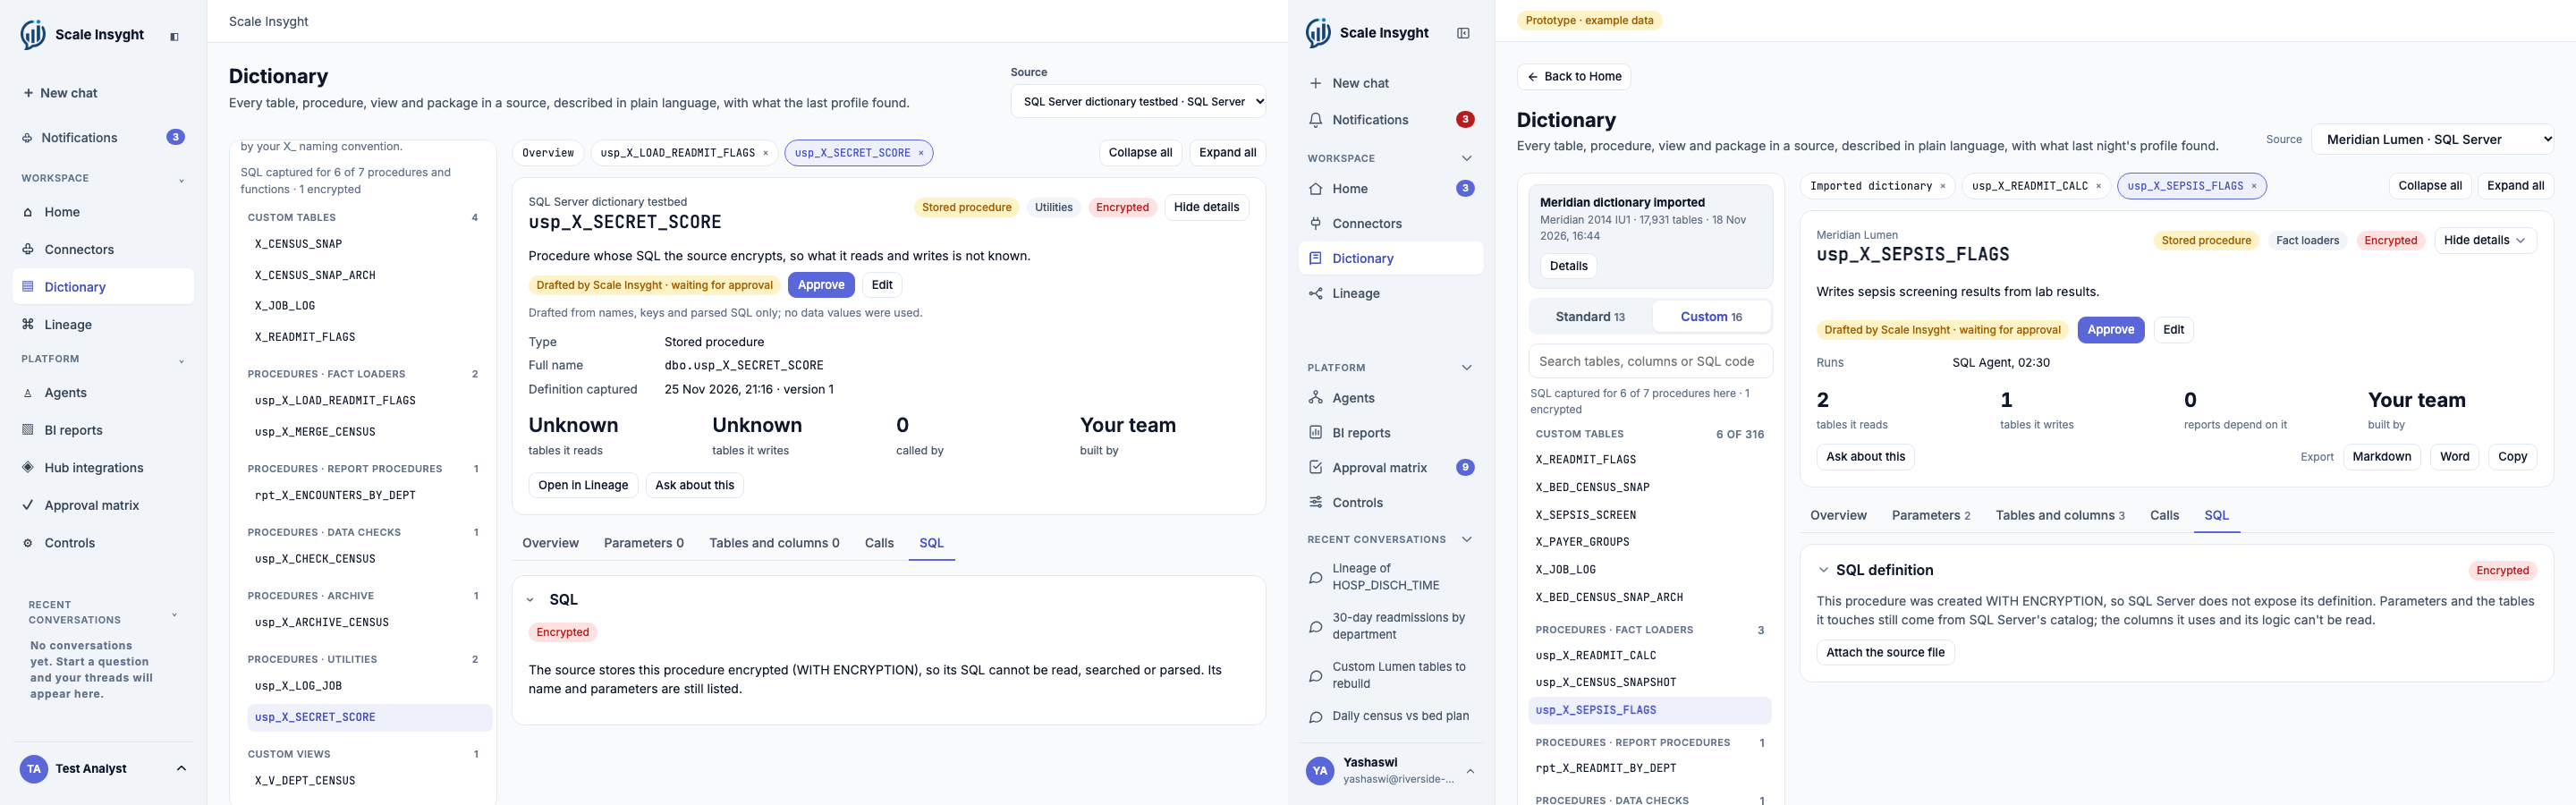 Scale Insyght
New chat
Notifications 3
WORKSPACE
Home
Connectors
Dictionary
Lineage
PLATFORM
Agents
BI reports
Hub integrations
Approval matrix
Controls
RECENT
CONVERSATIONS
No conversations
yet. Start a question
and your threads will
appear here.
TA Test Analyst
Scale Insyght
Dictionary
Every table, procedure, view and package in a source, described in plain language, with what the last profile found.
Source
SQL Server dictionary testbed · SQL Server
by your X_ naming convention.
SQL captured for 6 of 7 procedures and
functions · 1 encrypted
CUSTOM TABLES 4
X_CENSUS_SNAP
X_CENSUS_SNAP_ARCH
X_JOB_LOG
X_READMIT_FLAGS
PROCEDURES · FACT LOADERS 2
usp_X_LOAD_READMIT_FLAGS
usp_X_MERGE_CENSUS
PROCEDURES · REPORT PROCEDURES 1
rpt_X_ENCOUNTERS_BY_DEPT
PROCEDURES · DATA CHECKS 1
usp_X_CHECK_CENSUS
PROCEDURES · ARCHIVE 1
usp_X_ARCHIVE_CENSUS
PROCEDURES · UTILITIES 2
usp_X_LOG_JOB
usp_X_SECRET_SCORE
CUSTOM VIEWS 1
X_V_DEPT_CENSUS
Overview usp_X_LOAD_READMIT_FLAGS × usp_X_SECRET_SCORE × Collapse all Expand all
SQL Server dictionary testbed
usp_X_SECRET_SCORE Stored procedure Utilities Encrypted Hide details
Procedure whose SQL the source encrypts, so what it reads and writes is not known.
Drafted by Scale Insyght · waiting for approval Approve Edit
Drafted from names, keys and parsed SQL only; no data values were used.
Type Stored procedure
Full name dbo.usp_X_SECRET_SCORE
Definition captured 25 Nov 2026, 21:16 · version 1
Unknown Unknown 0 Your team
tables it reads tables it writes called by built by
Open in Lineage Ask about this
Overview Parameters 0 Tables and columns 0 Calls SQL
SQL
Encrypted
The source stores this procedure encrypted (WITH ENCRYPTION), so its SQL cannot be read, searched or parsed. Its
name and parameters are still listed.
Scale Insyght
New chat
Notifications 3
WORKSPACE
Home 3
Connectors
Dictionary
Lineage
PLATFORM
Agents
BI reports
Approval matrix 9
Controls
RECENT CONVERSATIONS
Lineage of
HOSP_DISCH_TIME
30-day readmissions by
department
Custom Lumen tables to
rebuild
Daily census vs bed plan
YA Yashaswi
yashaswi@riverside-...
Prototype · example data
Back to Home
Dictionary
Every table, procedure, view and package in a source, described in plain language, with what last night's profile found.
Source Meridian Lumen · SQL Server
Meridian dictionary imported
Meridian 2014 IU1 · 17,931 tables · 18 Nov
2026, 16:44
Details
Standard 13 Custom 16
Search tables, columns or SQL code
SQL captured for 6 of 7 procedures here · 1
encrypted
CUSTOM TABLES 6 OF 316
X_READMIT_FLAGS
X_BED_CENSUS_SNAP
X_SEPSIS_SCREEN
X_PAYER_GROUPS
X_JOB_LOG
X_BED_CENSUS_SNAP_ARCH
PROCEDURES · FACT LOADERS 3
usp_X_READMIT_CALC
usp_X_CENSUS_SNAPSHOT
usp_X_SEPSIS_FLAGS
PROCEDURES · REPORT PROCEDURES 1
rpt_X_READMIT_BY_DEPT
PROCEDURES · DATA CHECKS 1
Imported dictionary × usp_X_READMIT_CALC × usp_X_SEPSIS_FLAGS × Collapse all Expand all
Meridian Lumen
usp_X_SEPSIS_FLAGS Stored procedure Fact loaders Encrypted Hide details
Writes sepsis screening results from lab results.
Drafted by Scale Insyght · waiting for approval Approve Edit
Runs SQL Agent, 02:30
2 1 0 Your team
tables it reads tables it writes reports depend on it built by
Ask about this Export Markdown Word Copy
Overview Parameters 2 Tables and columns 3 Calls SQL
SQL definition Encrypted
This procedure was created WITH ENCRYPTION, so SQL Server does not expose its definition. Parameters and the tables
it touches still come from SQL Server's catalog; the columns it uses and its logic can't be read.
Attach the source file